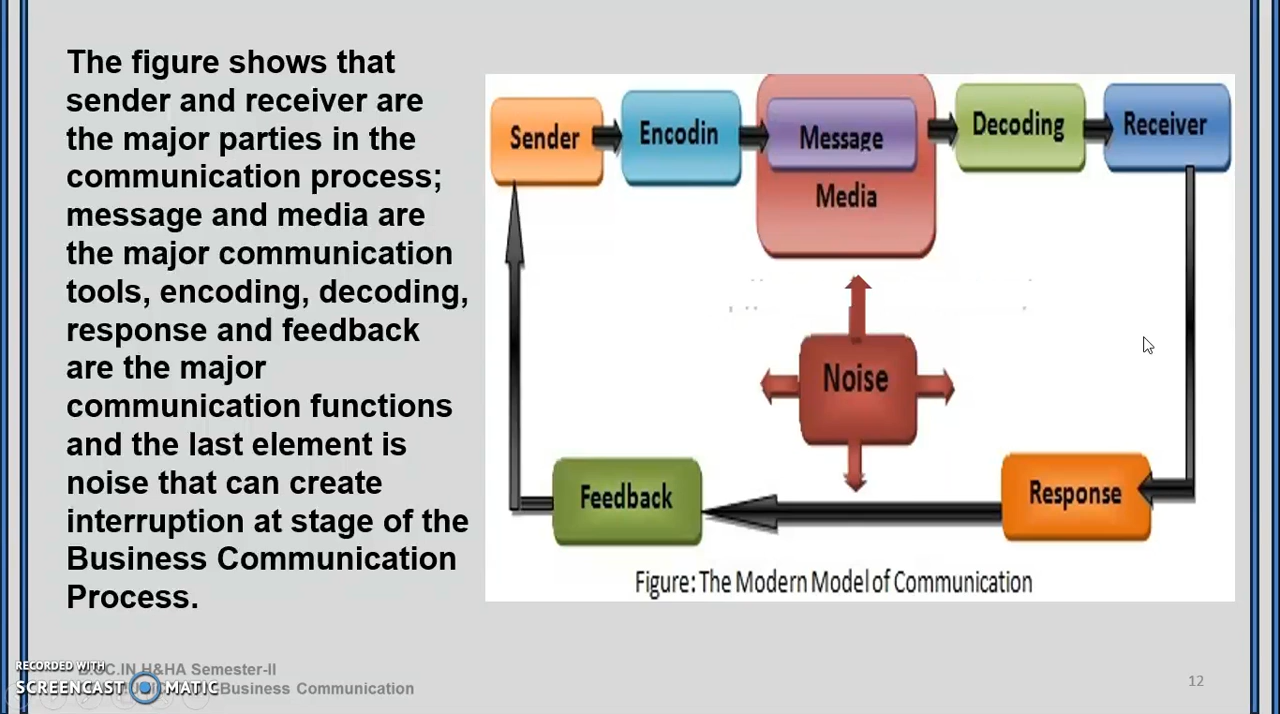 The figure shows that
sender and receiver are
the major parties in the
communication process;
message and media are
the major communication
tools, encoding, decoding,
response and feedback
are the major
communication functions
and the last element is
noise that can create
interruption at stage of the
Business Communication
Process.
Sender
Encodin
Message
Media
Decoding
Receiver
Noise
Feedback
Response
Figure: The Modern Model of Communication
RECORDED WITH
SCREENCAST MATIC
H&HA Semester-II
Business Communication
12